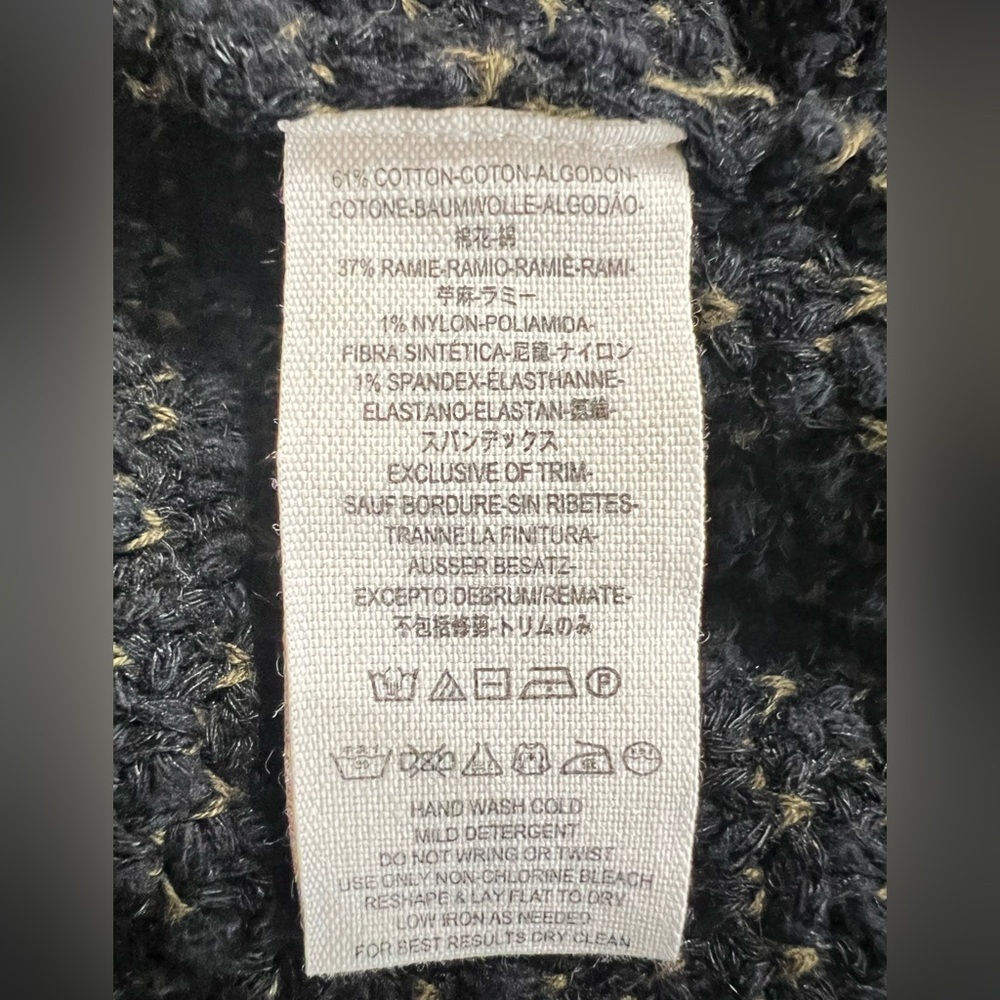 61% COTTON-COTON-ALGODÓN-
COTONE-BAUMWOLLE-ALGODÃO-
棉花-綿
37% RAMIE-RAMIO-RAMIÉ-RAMI-
苧麻-ラミー
1% NYLON-POLIAMIDA-
FIBRA SINTÉTICA-尼龍-ナイロン
1% SPANDEX-ÉLASTHANNE-
ELASTANO-ELASTAN-
スパンデックス
EXCLUSIVE OF TRIM-
SAUF BORDURE-SIN RIBETES-
TRANNE LA FINITURA-
AUSSER BESATZ-
EXCEPTO DEBRUM/REMATE-
不包括修剪-トリムのみ
P
HAND WASH COLD
MILD DETERGENT
DO NOT WRING OR TWIST
USE ONLY NON-CHLORINE BLEACH
RESHAPE & LAY FLAT TO DRY
LOW IRON AS NEEDED
FOR BEST RESULTS DRY CLEAN